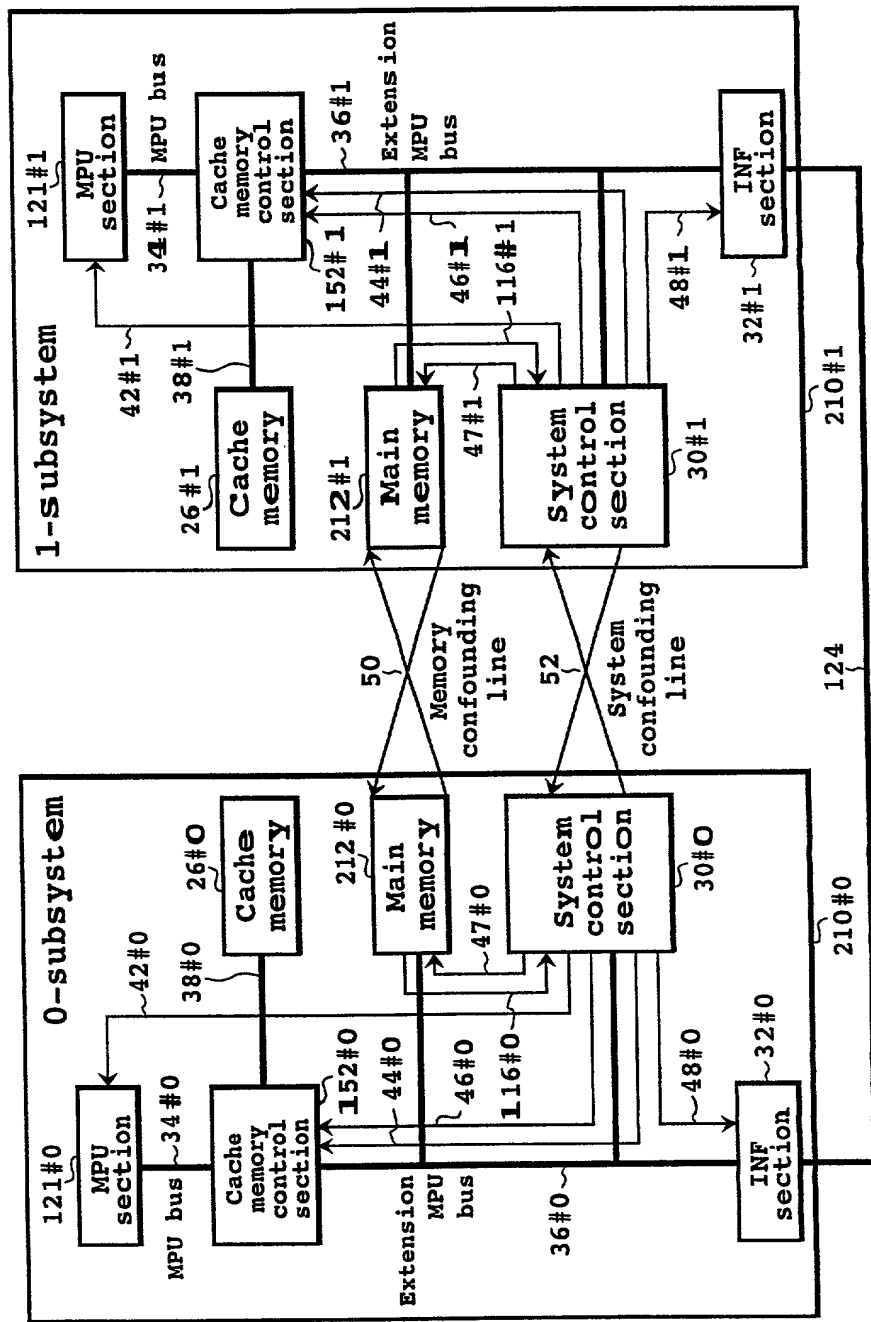 0-subsystem
121#0
MPU
section
42#0
MPU bus
34#0
38#0
26#0
Cache
memory
Cache
memory
control
section
152#0
44#0
46#0
212#0
Main
memory
Extension
MPU
bus
116#0
47#0
36#0
System
control
section
30#0
48#0
INF
section
32#0
210#0
50
Memory
confounding
line
52
System
confounding
line
124
1-subsystem
121#1
MPU
section
42#1
34#1
MPU bus
38#1
26#1
Cache
memory
Cache
memory
control
section
152#1
44#1
46#1
36#1
Extension
MPU
bus
212#1
Main
memory
116#1
47#1
System
control
section
30#1
48#1
INF
section
32#1
210#1